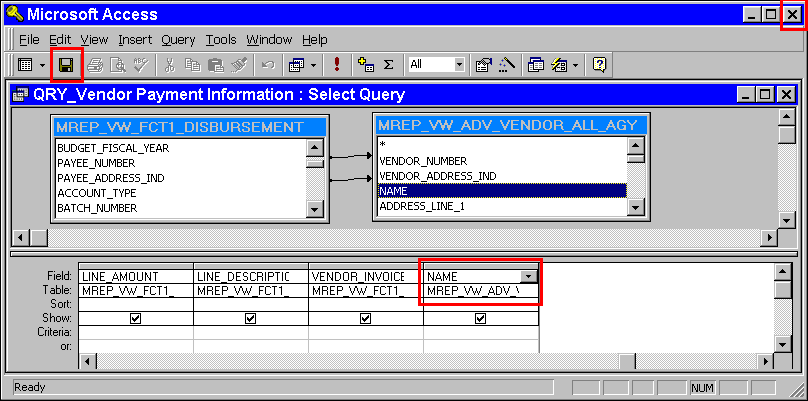 Microsoft Access
File Edit View Insert Query Tools Window Help
All
QRY_Vendor Payment Information : Select Query
MREP_VW_FCT1_DISBURSEMENT
BUDGET_FISCAL_YEAR
PAYEE_NUMBER
PAYEE_ADDRESS_IND
ACCOUNT_TYPE
BATCH_NUMBER
MREP_VW_ADV_VENDOR_ALL_AGY
*
VENDOR_NUMBER
VENDOR_ADDRESS_IND
NAME
ADDRESS_LINE_1
Field: LINE_AMOUNT LINE_DESCRIPTIC VENDOR_INVOICE NAME
Table: MREP_VW_FCT1_ MREP_VW_FCT1_ MREP_VW_FCT1_ MREP_VW_ADV_V
Sort:
Show:
Criteria:
or:
Ready NUM